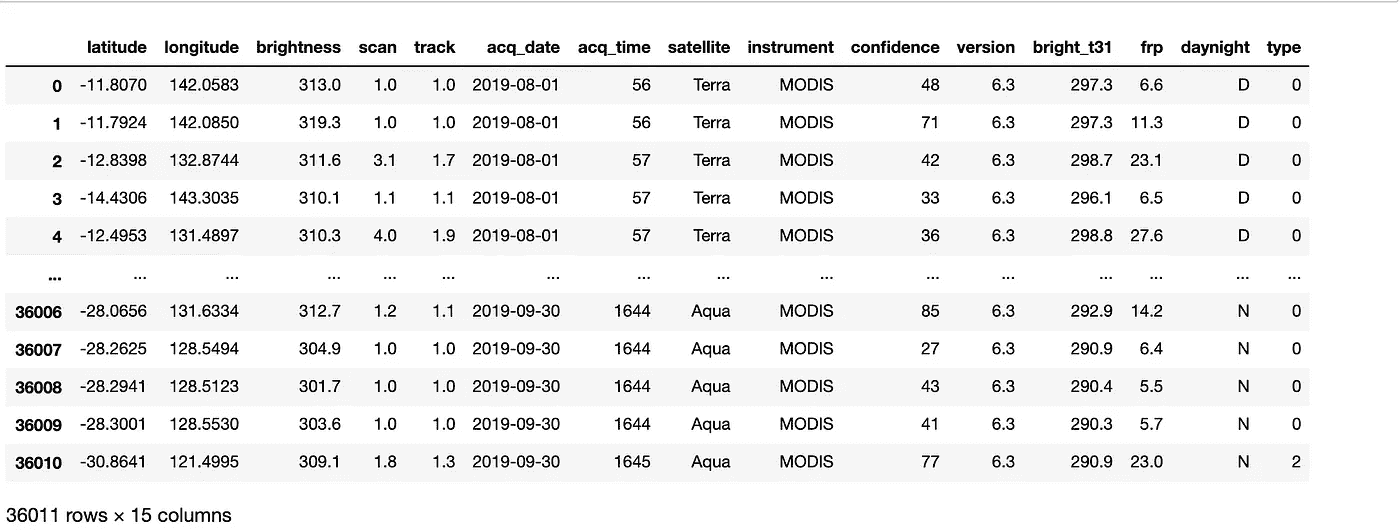 latitude longitude brightness scan track acq_date acq_time satellite instrument confidence version bright_t31 frp daynight type
0 -11.8070 142.0583 313.0 1.0 1.0 2019-08-01 56 Terra MODIS 48 6.3 297.3 6.6 D 0
1 -11.7924 142.0850 319.3 1.0 1.0 2019-08-01 56 Terra MODIS 71 6.3 297.3 11.3 D 0
2 -12.8398 132.8744 311.6 3.1 1.7 2019-08-01 57 Terra MODIS 42 6.3 298.7 23.1 D 0
3 -14.4306 143.3035 310.1 1.1 1.1 2019-08-01 57 Terra MODIS 33 6.3 296.1 6.5 D 0
4 -12.4953 131.4897 310.3 4.0 1.9 2019-08-01 57 Terra MODIS 36 6.3 298.8 27.6 D 0
... ... ... ... ... ... ... ... ... ... ... ... ... ... ... ...
36006 -28.0656 131.6334 312.7 1.2 1.1 2019-09-30 1644 Aqua MODIS 85 6.3 292.9 14.2 N 0
36007 -28.2625 128.5494 304.9 1.0 1.0 2019-09-30 1644 Aqua MODIS 27 6.3 290.9 6.4 N 0
36008 -28.2941 128.5123 301.7 1.0 1.0 2019-09-30 1644 Aqua MODIS 43 6.3 290.4 5.5 N 0
36009 -28.3001 128.5530 303.6 1.0 1.0 2019-09-30 1644 Aqua MODIS 41 6.3 290.3 5.7 N 0
36010 -30.8641 121.4995 309.1 1.8 1.3 2019-09-30 1645 Aqua MODIS 77 6.3 290.9 23.0 N 2
36011 rows × 15 columns